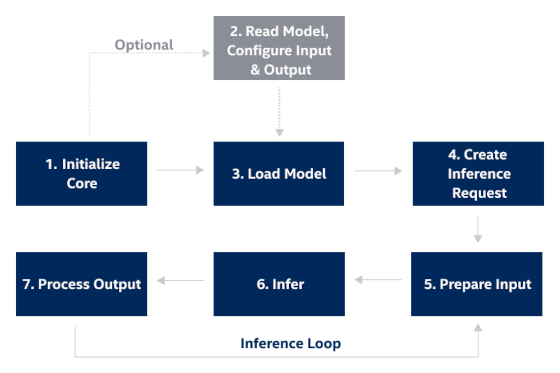 Optional
2. Read Model,
Configure Input
& Output
1. Initialize
Core
3. Load Model
4. Create
Inference
Request
7. Process Output
6. Infer
5. Prepare Input
Inference Loop